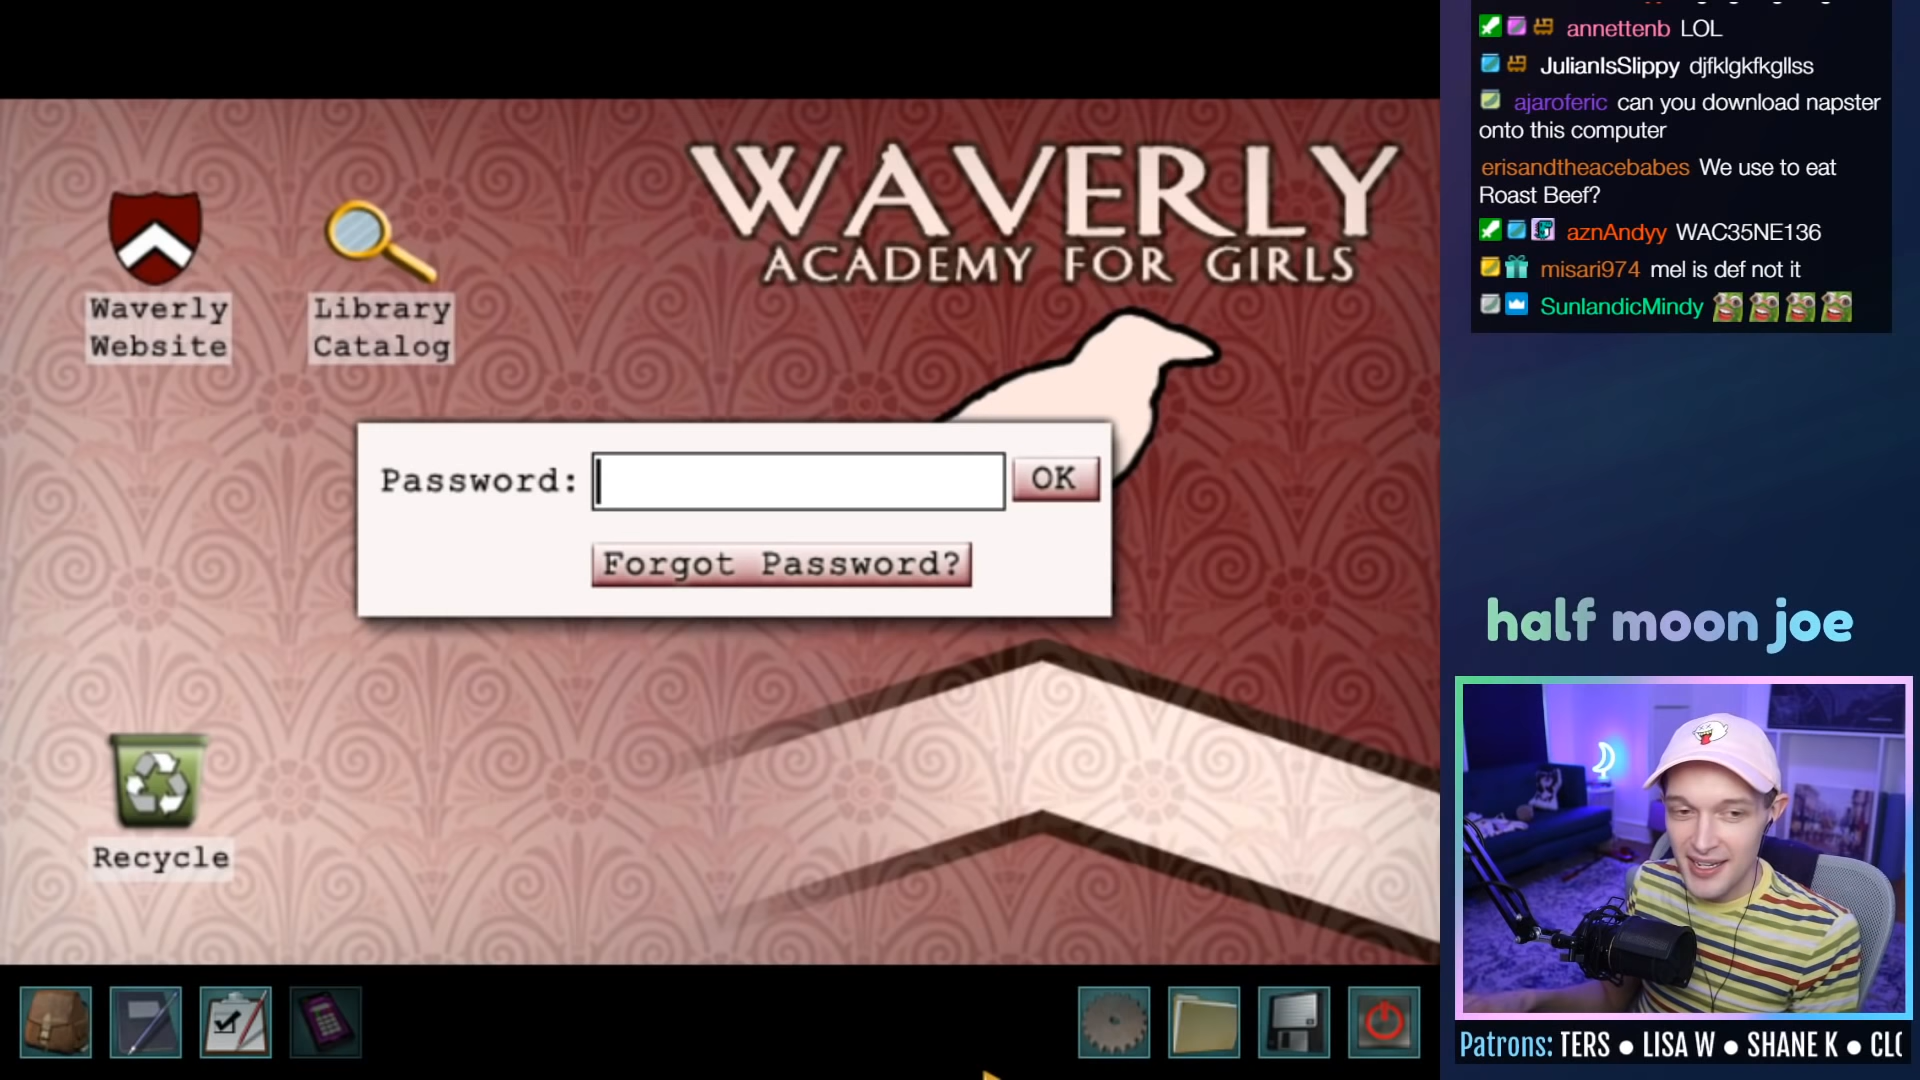 WAVERLY
ACADEMY FOR GIRLS
Waverly
Website
Library
Catalog
Password:
OK
Forgot Password?
Recycle
annettenb LOL
JulianIsSlippy djfklgkfkgllss
ajaroferic can you download napster
onto this computer
erisandtheacebabes We use to eat
Roast Beef?
aznAndyy WAC35NE136
misari974 mel is def not it
SunlandicMindy
half moon joe
Patrons: TERS ● LISA W ● SHANE K ●